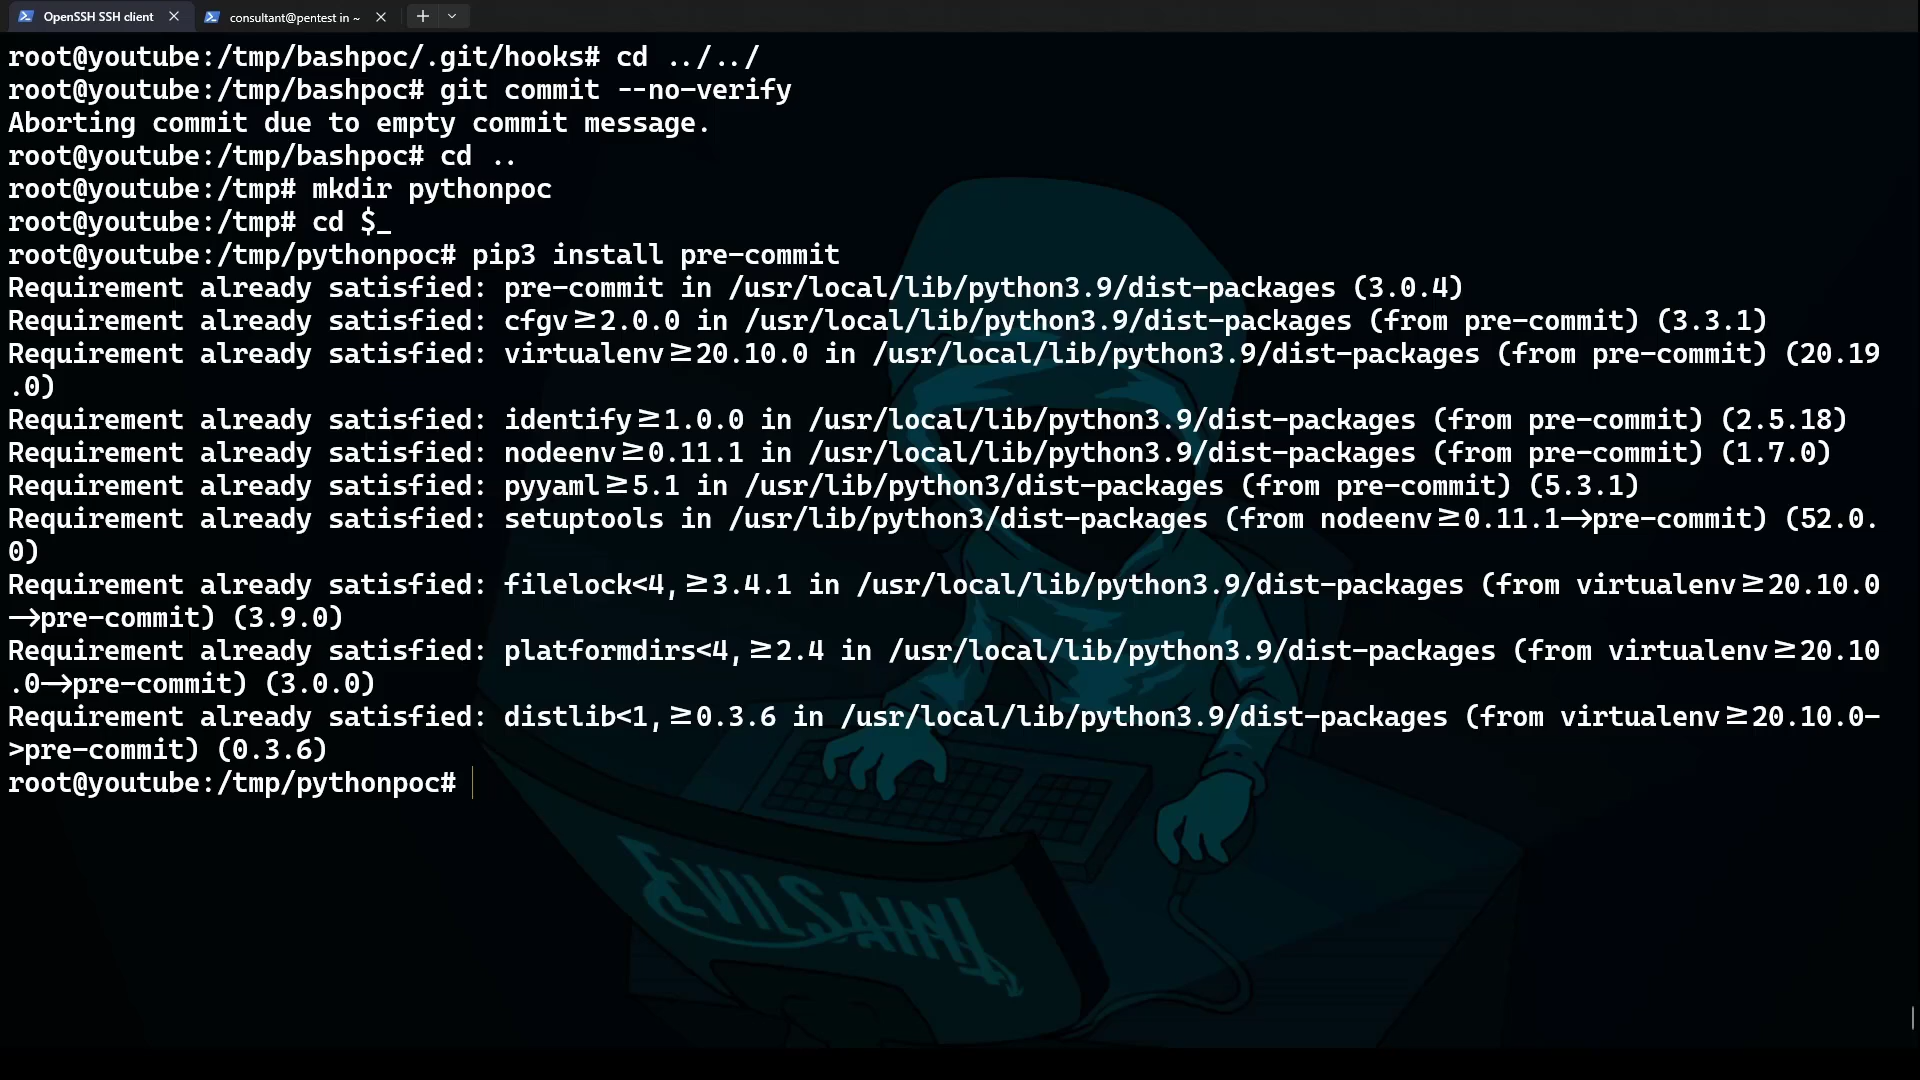 OpenSSH SSH client
consultant@pentest in ~
root@youtube:/tmp/bashpoc/.git/hooks# cd ../../
root@youtube:/tmp/bashpoc# git commit --no-verify
Aborting commit due to empty commit message.
root@youtube:/tmp/bashpoc# cd ..
root@youtube:/tmp# mkdir pythonpoc
root@youtube:/tmp# cd $_
root@youtube:/tmp/pythonpoc# pip3 install pre-commit
Requirement already satisfied: pre-commit in /usr/local/lib/python3.9/dist-packages (3.0.4)
Requirement already satisfied: cfgv≥2.0.0 in /usr/local/lib/python3.9/dist-packages (from pre-commit) (3.3.1)
Requirement already satisfied: virtualenv≥20.10.0 in /usr/local/lib/python3.9/dist-packages (from pre-commit) (20.19
.0)
Requirement already satisfied: identify≥1.0.0 in /usr/local/lib/python3.9/dist-packages (from pre-commit) (2.5.18)
Requirement already satisfied: nodeenv≥0.11.1 in /usr/local/lib/python3.9/dist-packages (from pre-commit) (1.7.0)
Requirement already satisfied: pyyaml≥5.1 in /usr/lib/python3/dist-packages (from pre-commit) (5.3.1)
Requirement already satisfied: setuptools in /usr/lib/python3/dist-packages (from nodeenv≥0.11.1→pre-commit) (52.0.
0)
Requirement already satisfied: filelock<4,≥3.4.1 in /usr/local/lib/python3.9/dist-packages (from virtualenv≥20.10.0
→pre-commit) (3.9.0)
Requirement already satisfied: platformdirs<4,≥2.4 in /usr/local/lib/python3.9/dist-packages (from virtualenv≥20.10
.0→pre-commit) (3.0.0)
Requirement already satisfied: distlib<1,≥0.3.6 in /usr/local/lib/python3.9/dist-packages (from virtualenv≥20.10.0-
>pre-commit) (0.3.6)
root@youtube:/tmp/pythonpoc#
EVILSAINT